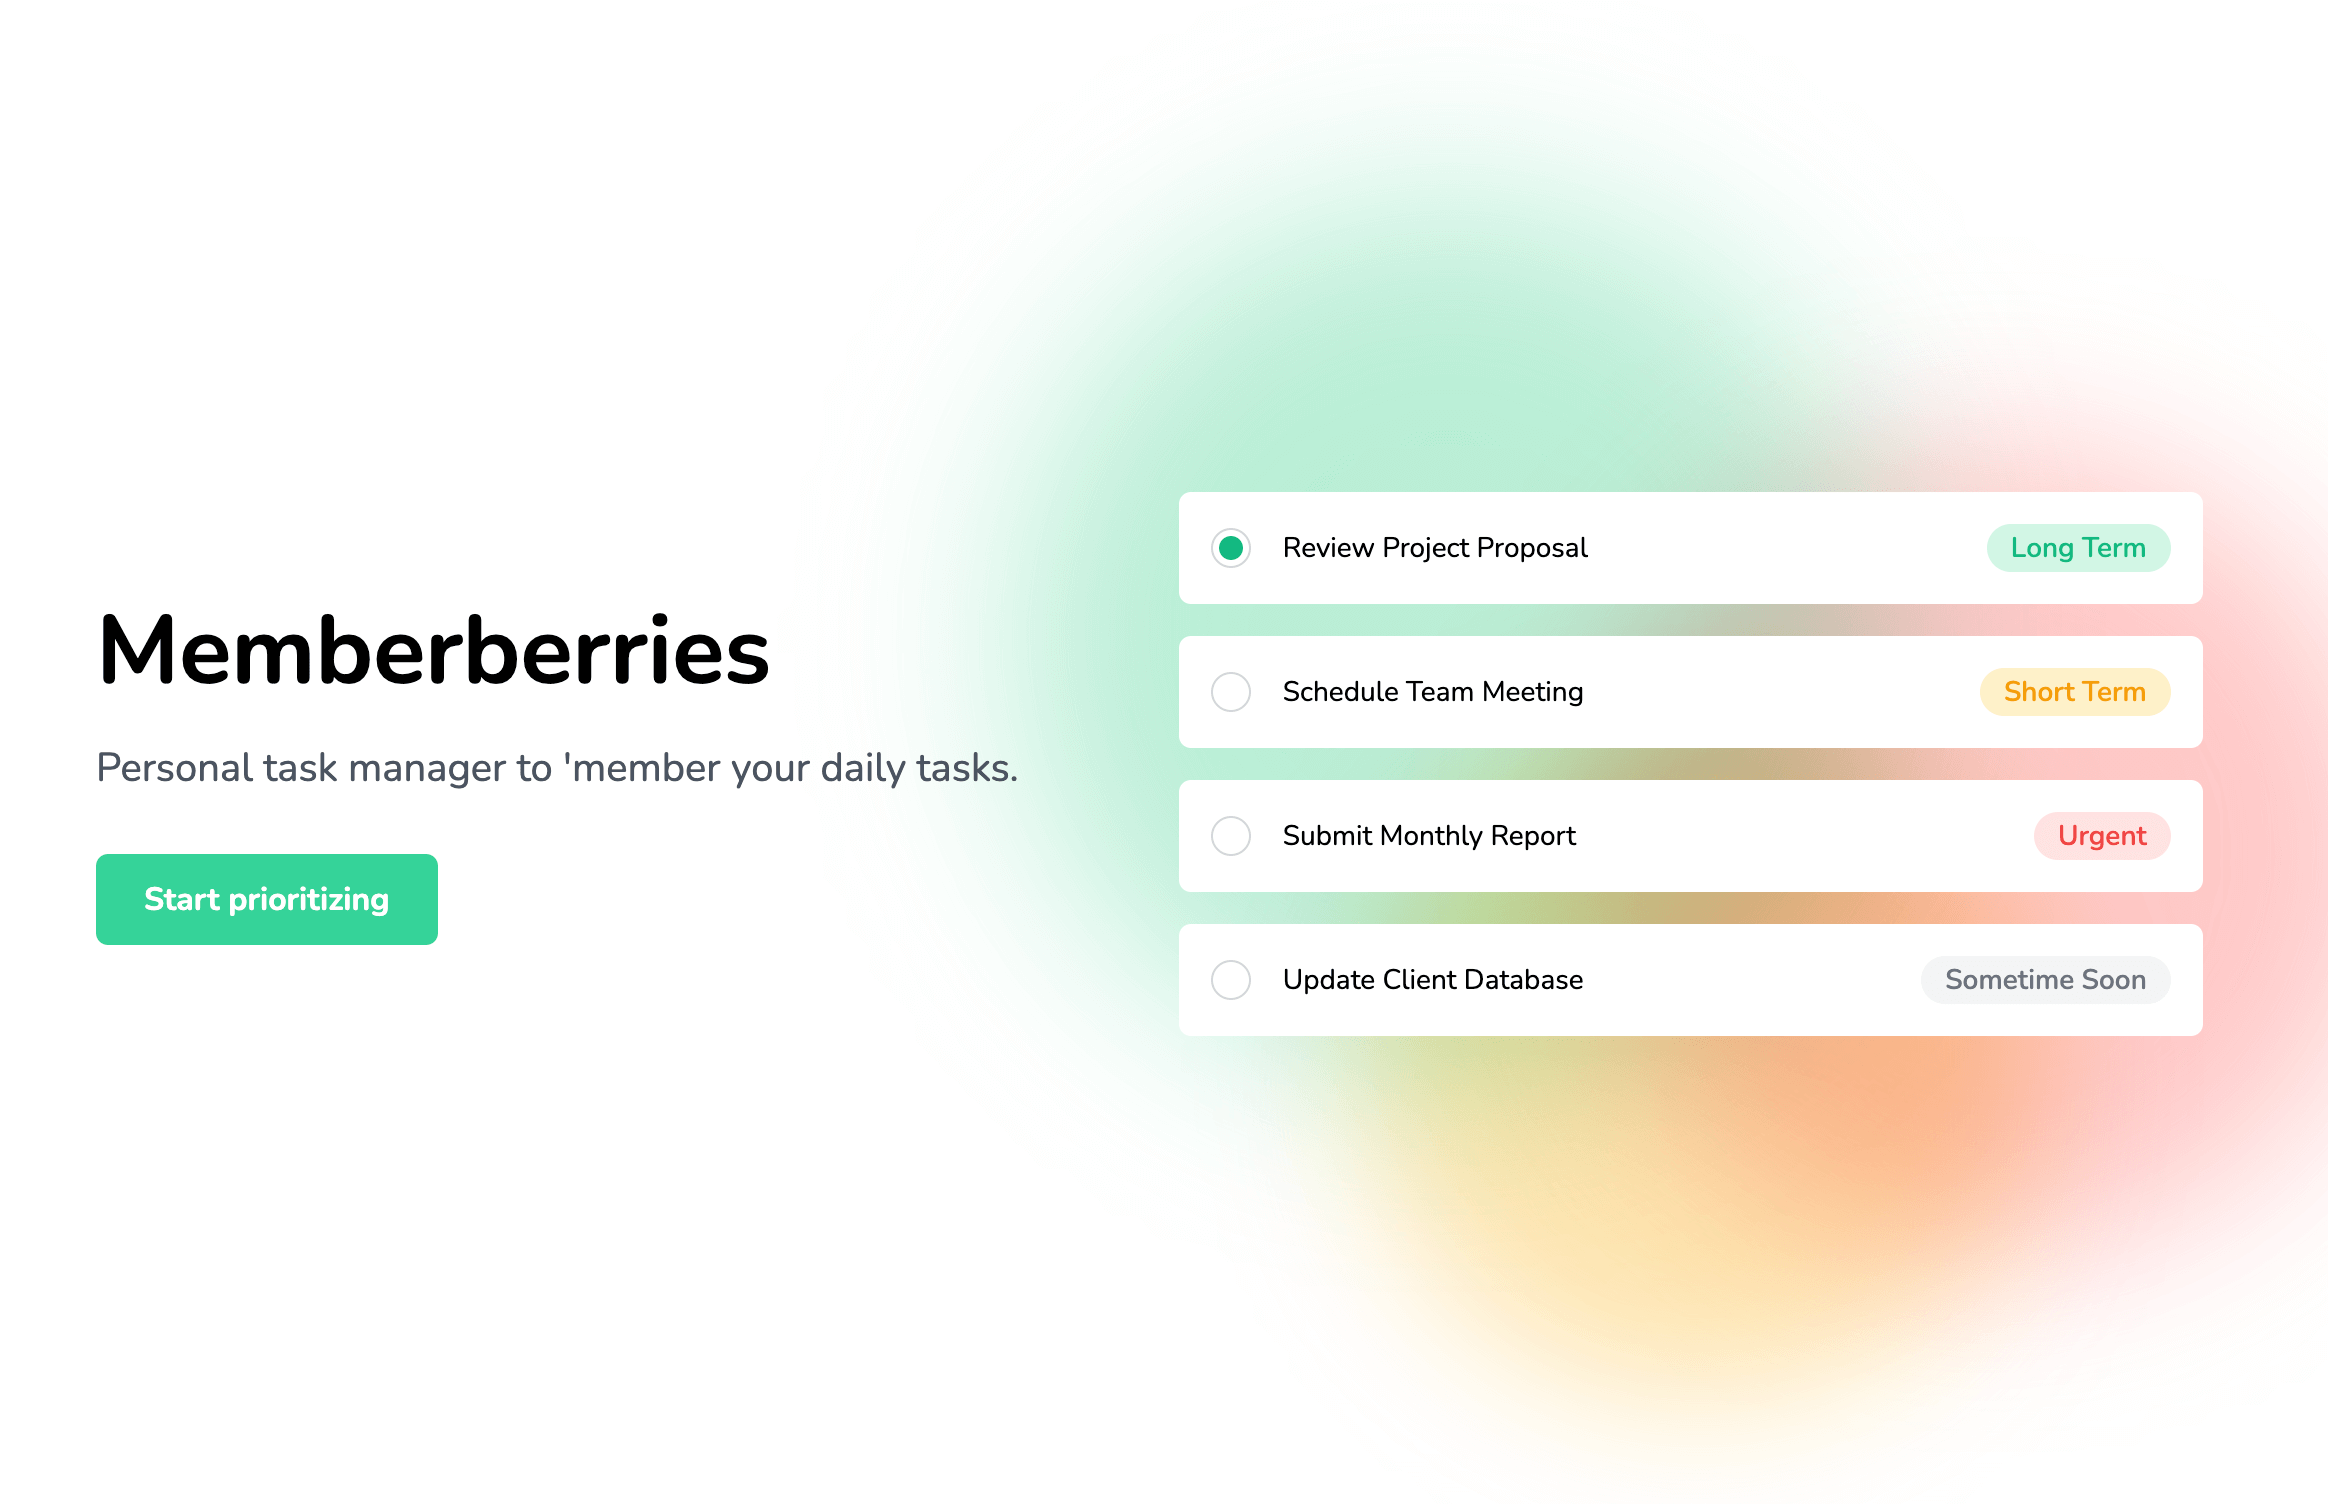 Memberberries
Personal task manager to 'member your daily tasks.
Start prioritizing
Review Project Proposal
Long Term
Schedule Team Meeting
Short Term
Submit Monthly Report
Urgent
Update Client Database
Sometime Soon